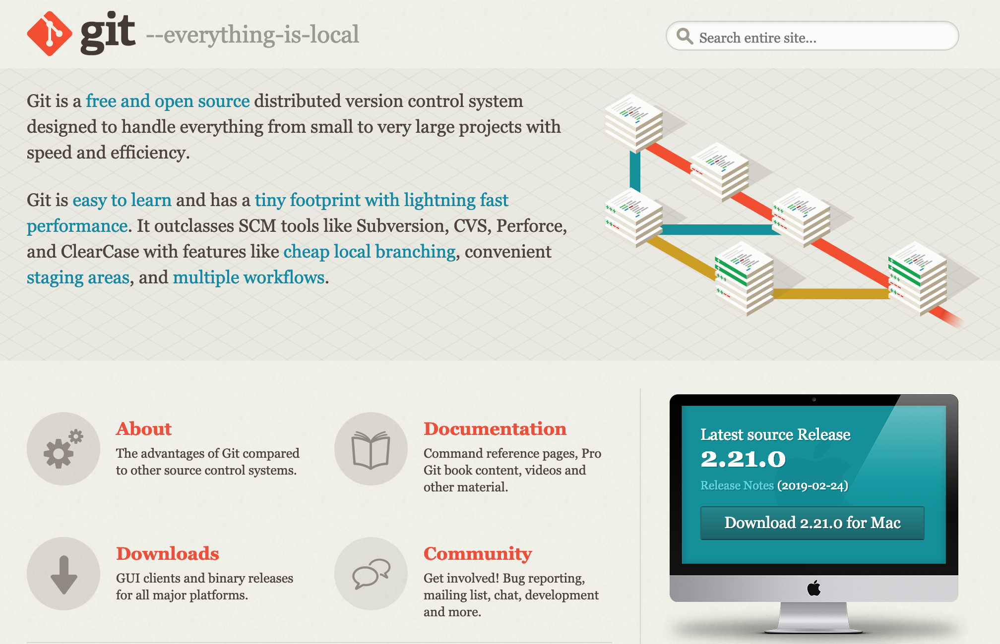 git --everything-is-local
Search entire site...
Git is a free and open source distributed version control system
designed to handle everything from small to very large projects with
speed and efficiency.
Git is easy to learn and has a tiny footprint with lightning fast
performance. It outclasses SCM tools like Subversion, CVS, Perforce,
and ClearCase with features like cheap local branching, convenient
staging areas, and multiple workflows.
About
The advantages of Git compared
to other source control systems.
Documentation
Command reference pages, Pro
Git book content, videos and
other material.
Downloads
GUI clients and binary releases
for all major platforms.
Community
Get involved! Bug reporting,
mailing list, chat, development
and more.
Latest source Release
2.21.0
Release Notes (2019-02-24)
Download 2.21.0 for Mac